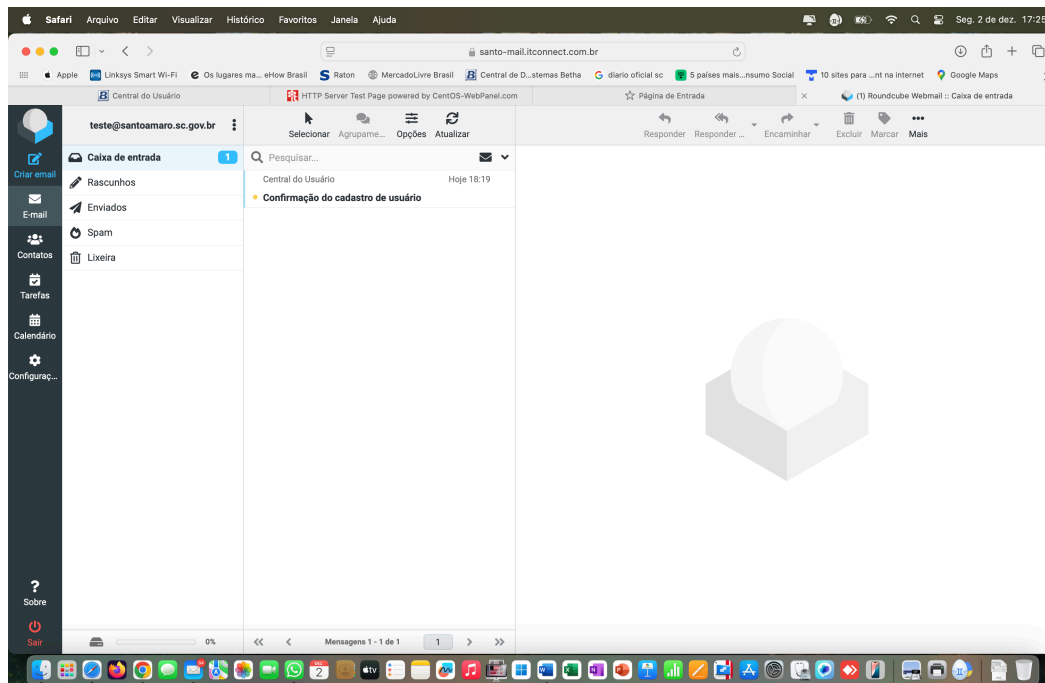 Safari Arquivo Editar Visualizar Histórico Favoritos Janela Ajuda Seg. 2 de dez. 17:25
santo-mail.itconnect.com.br
Apple Linksys Smart Wi-Fi Os lugares ma... eHow Brasil Raton MercadoLivre Brasil Central de D...stemas Betha diario oficial sc 5 países mais...nsumo Social 10 sites para ...nt na internet Google Maps
Central do Usuário HTTP Server Test Page powered by CentOS-WebPanel.com Página de Entrada (1) Roundcube Webmail :: Caixa de entrada
teste@santoamaro.sc.gov.br
Selecionar Agrupame... Opções Atualizar
Responder Responder ... Encaminhar Excluir Marcar Mais
Criar email
E-mail
Contatos
Tarefas
Calendário
Configuraç...
Sobre
Sair
Caixa de entrada 1
Rascunhos
Enviados
Spam
Lixeira
0%
Pesquisar...
Central do Usuário Hoje 18:19
Confirmação do cadastro de usuário
Mensagens 1 - 1 de 1 1